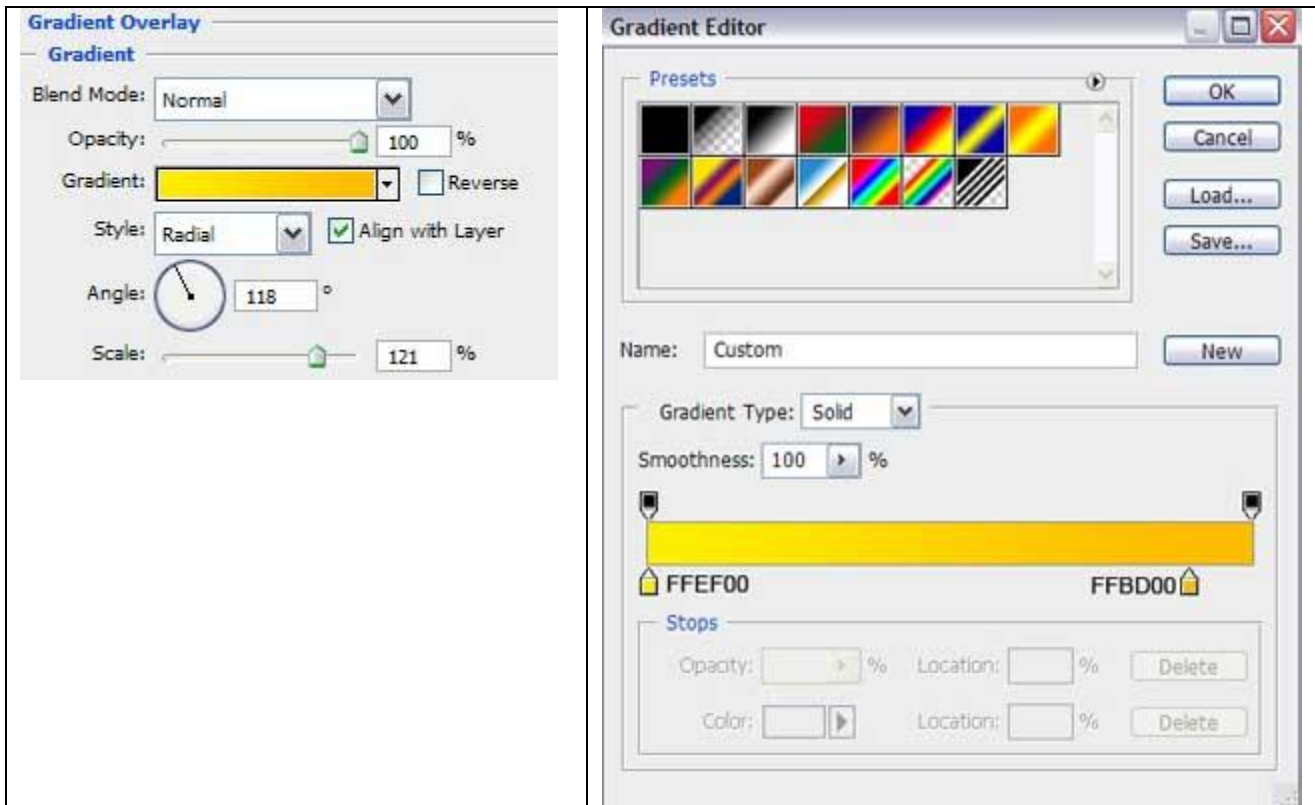 Gradient Overlay
Gradient
Blend Mode: Normal
Opacity: 100 %
Gradient: Reverse
Style: Radial Align with Layer
Angle: 118 °
Scale: 121 %
Gradient Editor
Presets
OK
Cancel
Load...
Save...
Name: Custom New
Gradient Type: Solid
Smoothness: 100 %
FFEF00 FFBD00
Stops
Opacity: % Location: % Delete
Color: Location: % Delete